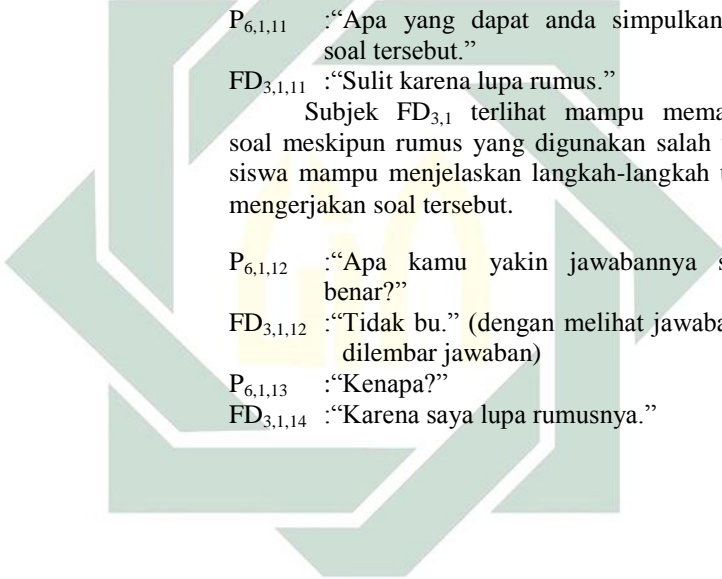 P6,1,11 :“Apa yang dapat anda simpulkan
soal tersebut.”
FD3,1,11 :“Sulit karena lupa rumus.”
Subjek FD3,1 terlihat mampu
soal meskipun rumus yang digunakan salah
siswa mampu menjelaskan langkah-langkah
mengerjakan soal tersebut.
P6,1,12 :“Apa kamu yakin jawabannya
benar?”
FD3,1,12 :“Tidak bu.” (dengan melihat
dilembar jawaban)
P6,1,13 :“Kenapa?”
FD3,1,14 :“Karena saya lupa rumusnya.”